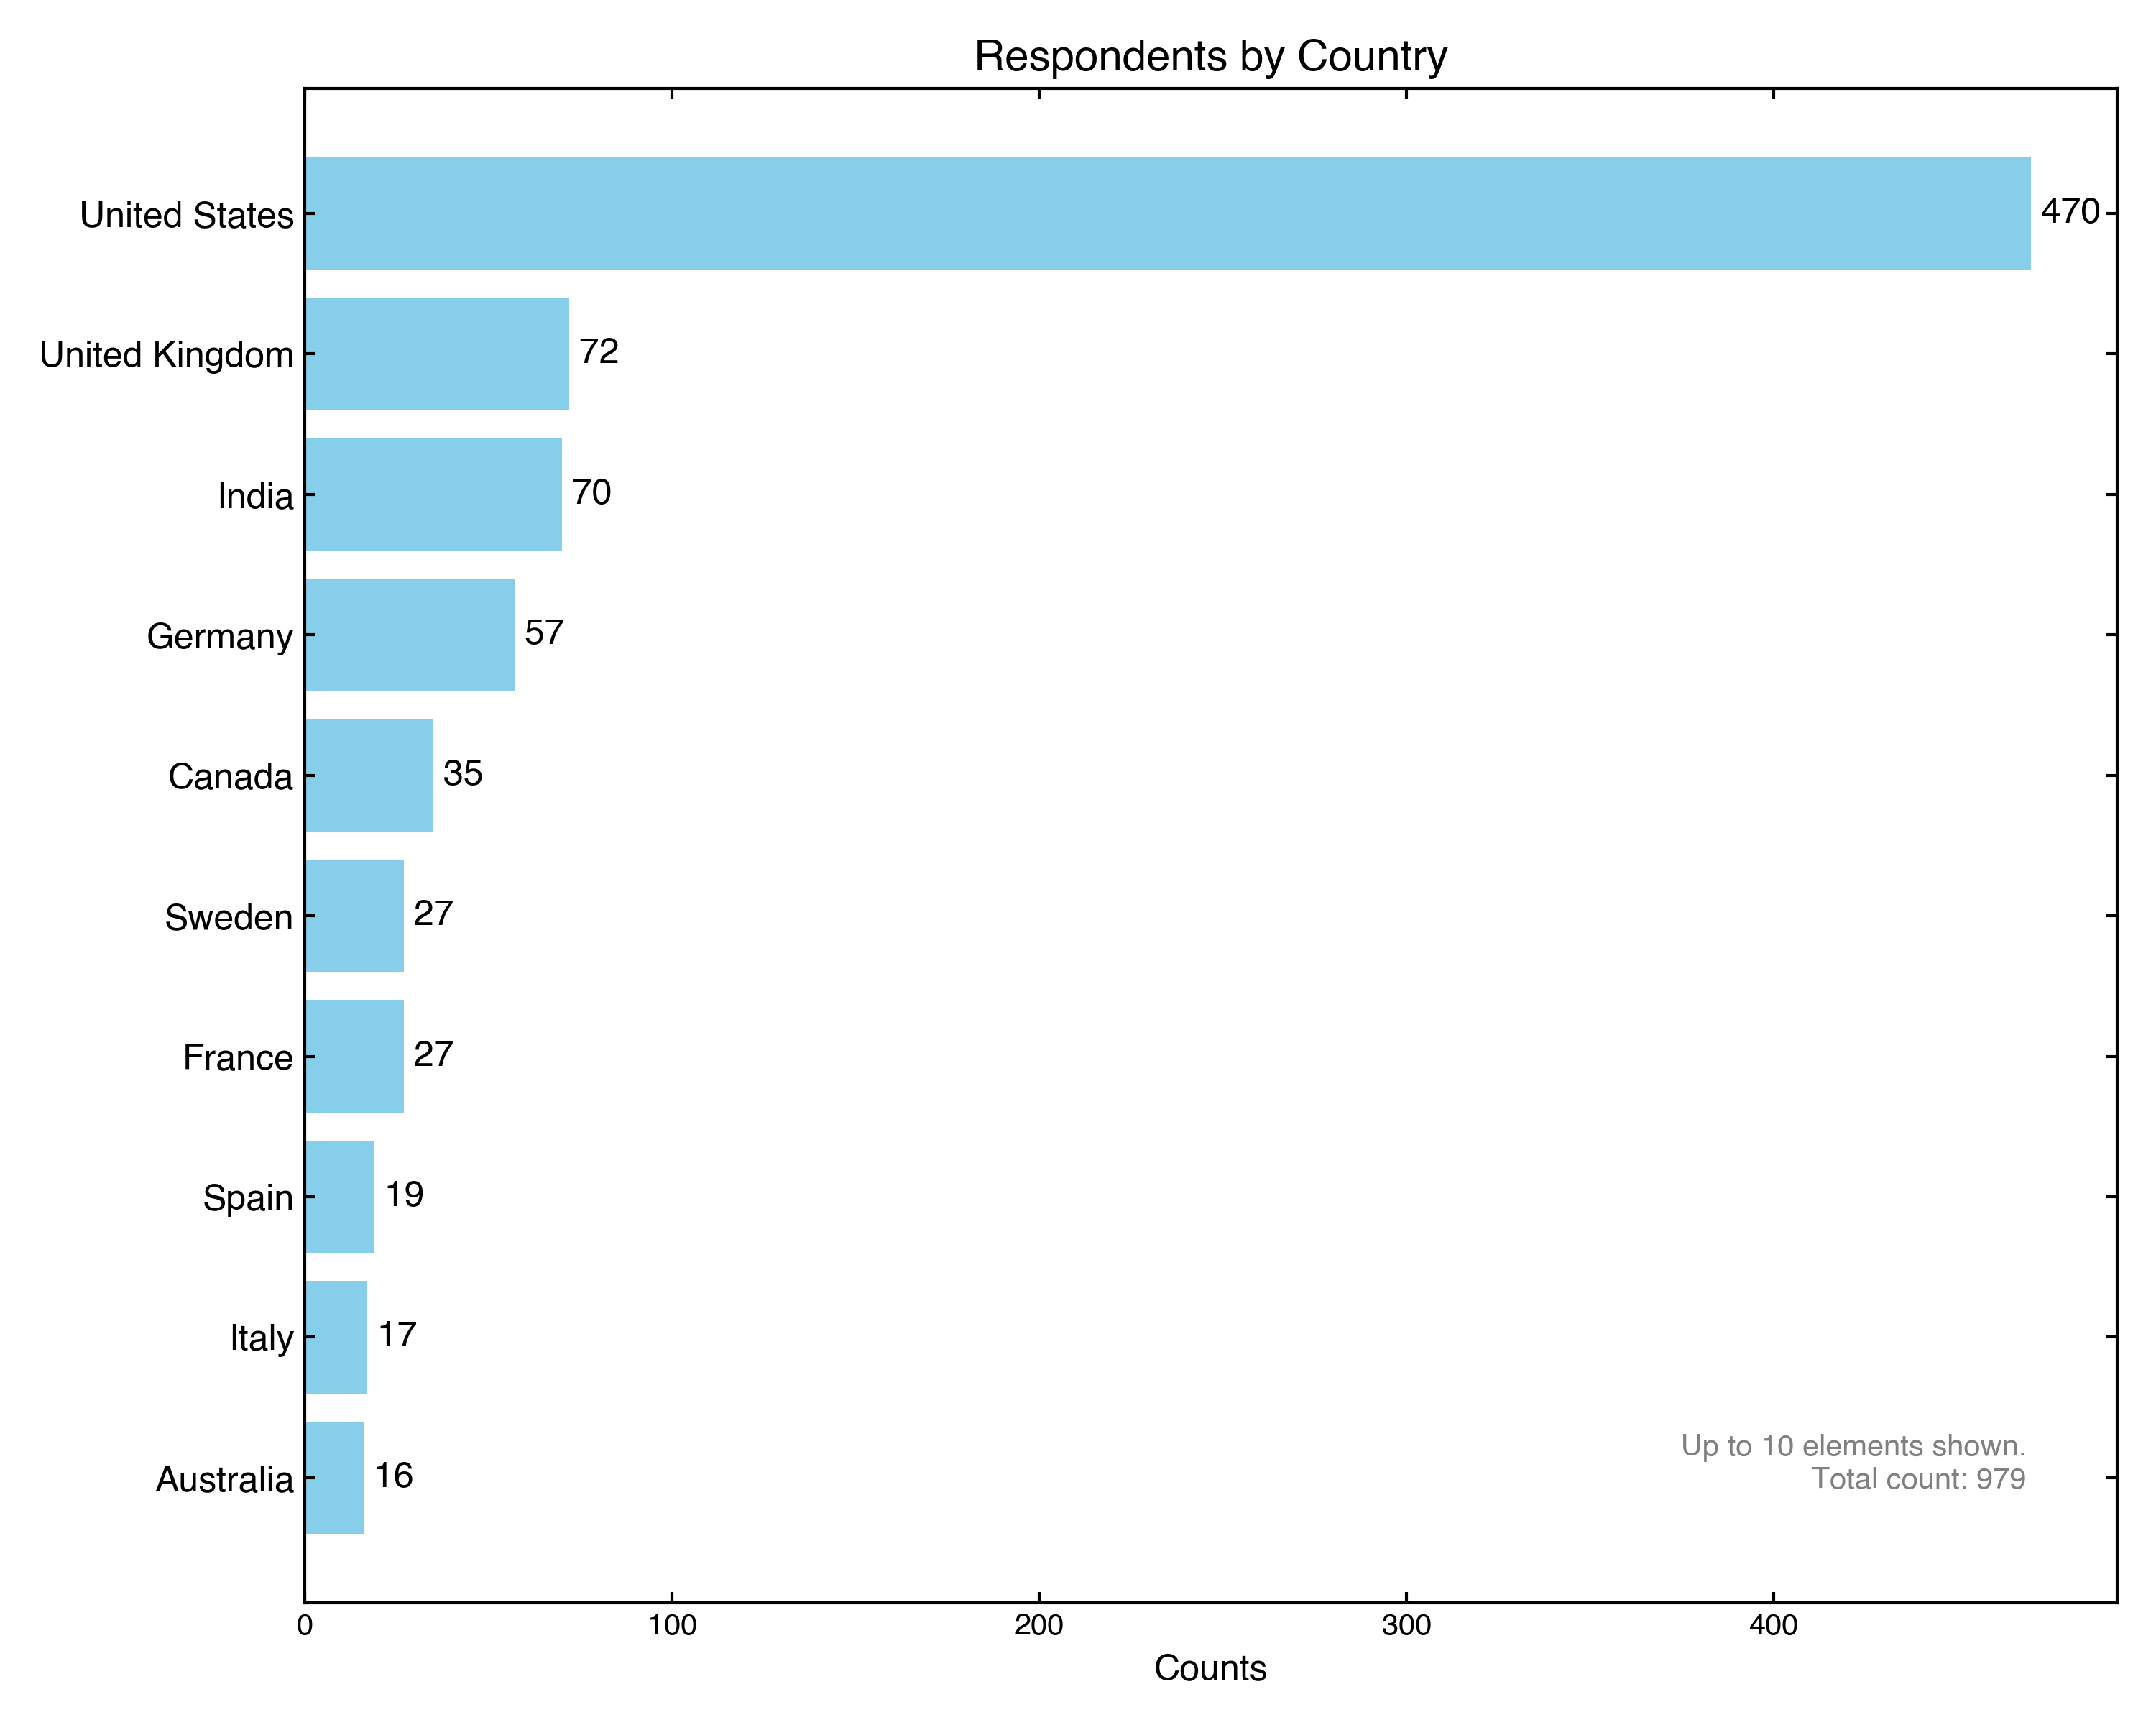 Respondents by Country
United States 470
United Kingdom 72
India 70
Germany 57
Canada 35
Sweden 27
France 27
Spain 19
Italy 17
Australia 16
Up to 10 elements shown.
Total count: 979
0 100 200 300 400
Counts